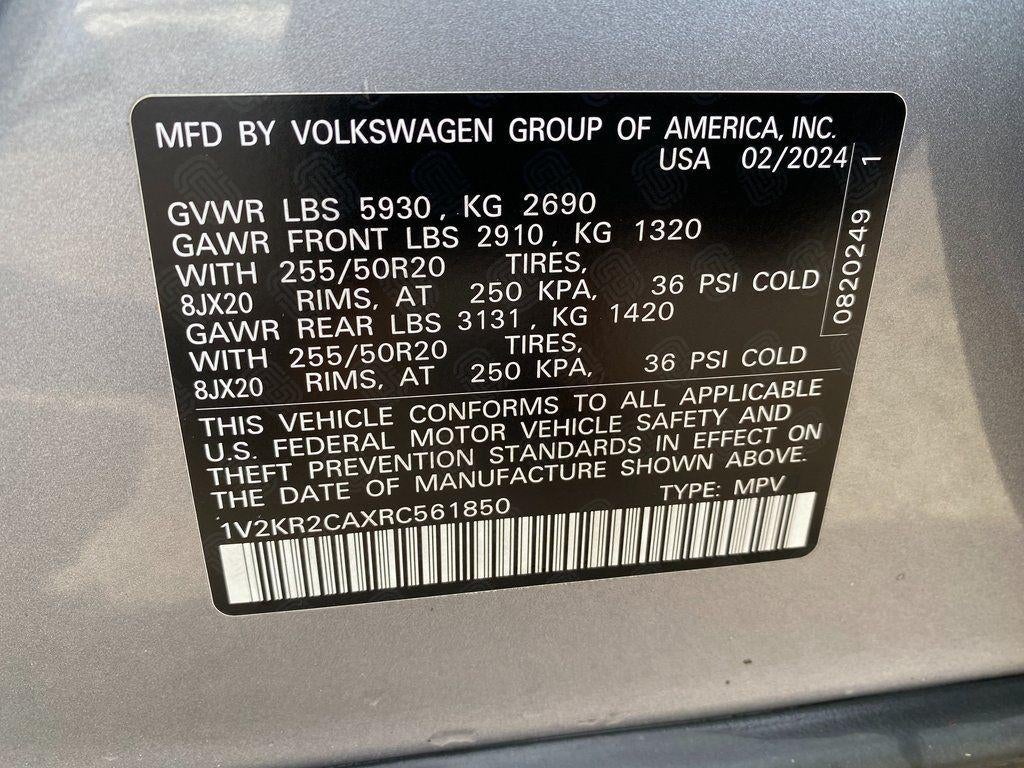 MFD BY VOLKSWAGEN GROUP OF AMERICA, INC.
USA 02/2024
GVWR LBS 5930, KG 2690
GAWR FRONT LBS 2910, KG 1320
WITH 255/50R20 TIRES,
8JX20 RIMS, AT 250 KPA, 36 PSI COLD
GAWR REAR LBS 3131, KG 1420
WITH 255/50R20 TIRES,
8JX20 RIMS, AT 250 KPA, 36 PSI COLD
THIS VEHICLE CONFORMS TO ALL APPLICABLE
U.S. FEDERAL MOTOR VEHICLE SAFETY AND
THEFT PREVENTION STANDARDS IN EFFECT ON
THE DATE OF MANUFACTURE SHOWN ABOVE.
1V2KR2CAXRC561850 TYPE: MPV
0820249 1